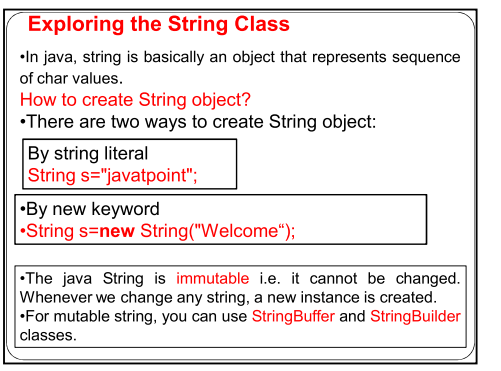 Exploring the String Class
•In java, string is basically an object that represents sequence
of char values.
How to create String object?
•There are two ways to create String object:
By string literal
String s="javatpoint";
•By new keyword
•String s=new String("Welcome“);
•The java String is immutable i.e. it cannot be changed.
Whenever we change any string, a new instance is created.
•For mutable string, you can use StringBuffer and StringBuilder
classes.